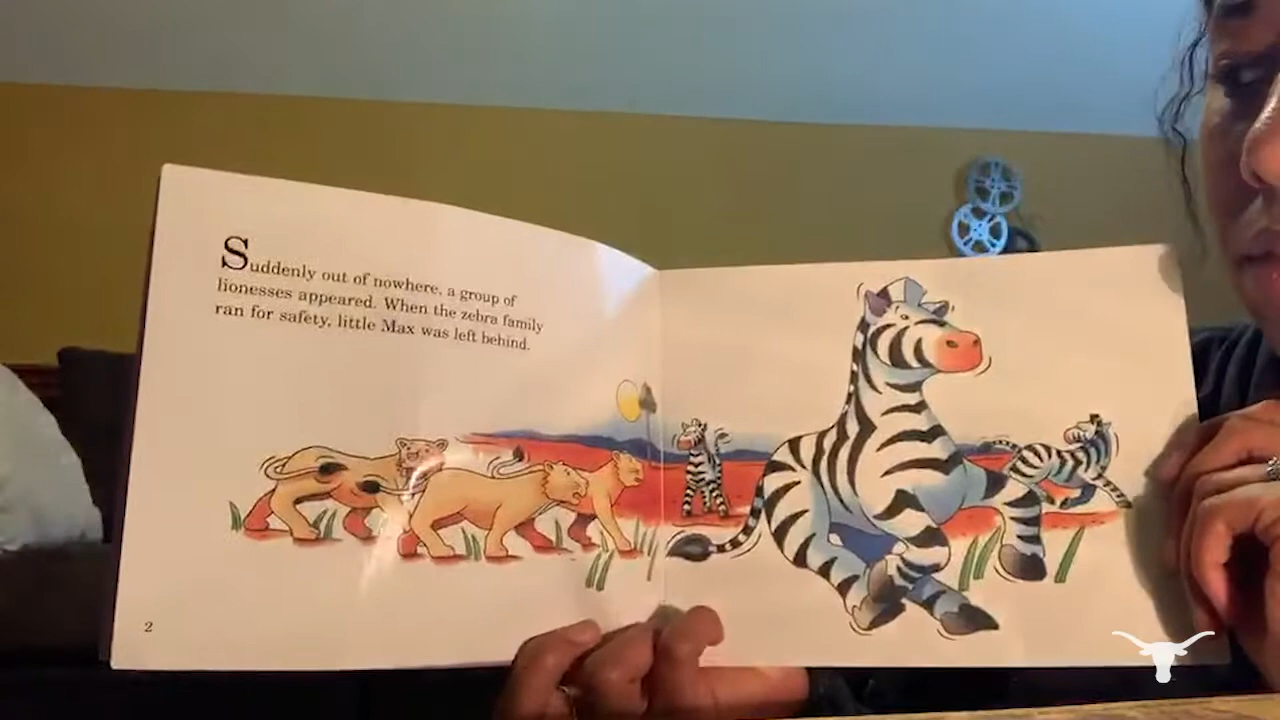 Suddenly out of nowhere, a group of
lionesses appeared. When the zebra family
ran for safety, little Max was left behind.
2